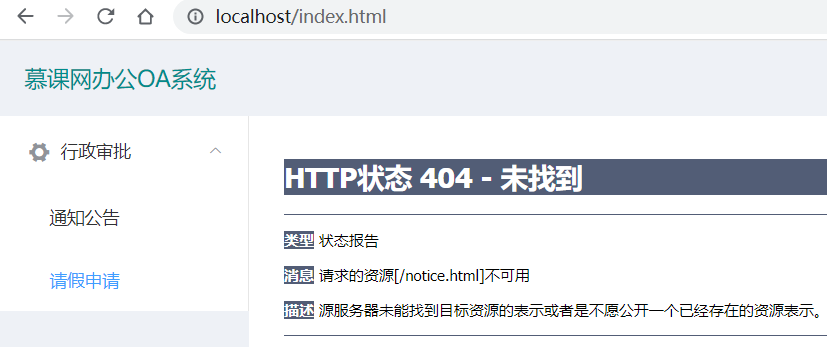 localhost/index.html
慕课网办公OA系统
行政审批
通知公告
请假申请
HTTP状态 404 - 未找到
类型 状态报告
消息 请求的资源[/notice.html]不可用
描述 源服务器未能找到目标资源的表示或者是不愿公开一个已经存在的资源表示。